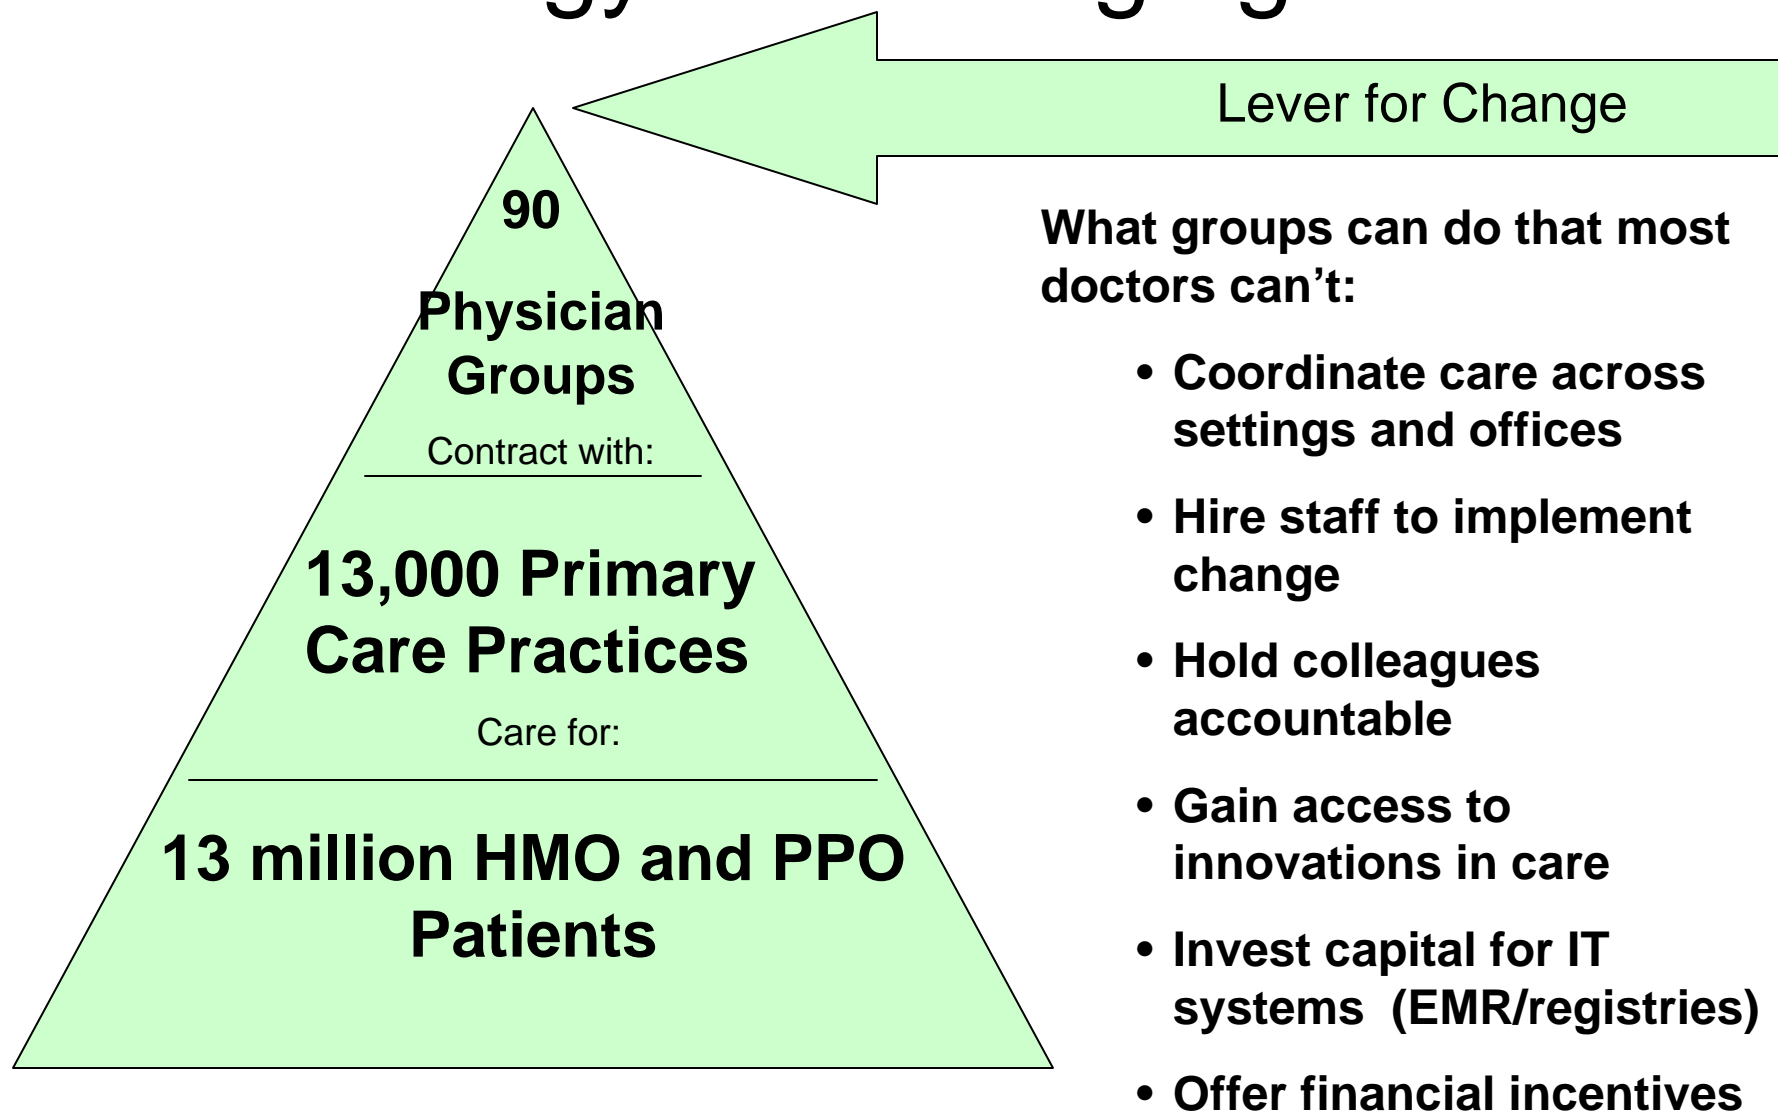 Lever for Change
90
Physician
Groups
Contract with:
13,000 Primary
Care Practices
Care for:
13 million HMO and PPO
Patients
What groups can do that most
doctors can’t:
• Coordinate care across
settings and offices
• Hire staff to implement
change
• Hold colleagues
accountable
• Gain access to
innovations in care
• Invest capital for IT
systems (EMR/registries)
• Offer financial incentives